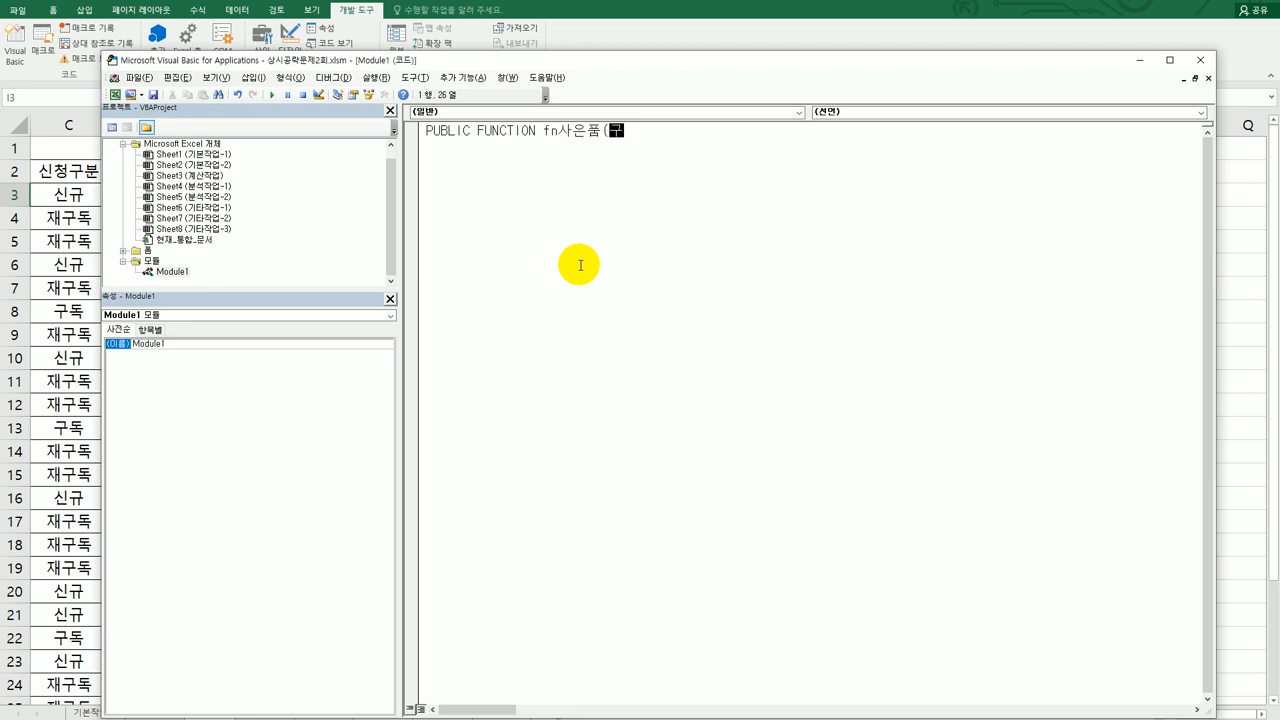 파일 홈 삽입 페이지 레이아웃 수식 데이터 검토 보기 개발 도구 수행할 작업을 알려 주세요. 공유
Visual Basic 매크로 매크로 기록 상대 참조로 기록 코드
속성 코드 보기 맵 속성 확장 팩 가져오기 내보내기
Microsoft Visual Basic for Applications - 상시공략문제2회.xlsm - [Module1 (코드)]
파일(F) 편집(E) 보기(V) 삽입(I) 형식(O) 디버그(D) 실행(R) 도구(T) 추가 기능(A) 창(W) 도움말(H)
1 행, 26 열
I3
프로젝트 - VBAProject
Microsoft Excel 개체
Sheet1 (기본작업-1)
Sheet2 (기본작업-2)
Sheet3 (계산작업)
Sheet4 (분석작업-1)
Sheet5 (분석작업-2)
Sheet6 (기타작업-1)
Sheet7 (기타작업-2)
Sheet8 (기타작업-3)
현재_통합_문서
폼
모듈
Module1
속성 - Module1
Module1 모듈
사전순 항목별
(이름) Module1
(일반) (선언)
PUBLIC FUNCTION fn사은품(구
C Q
1
2 신청구분
3 신규
4 재구독
5 재구독
6 신규
7 재구독
8 구독
9 재구독
10 신규
11 재구독
12 재구독
13 구독
14 재구독
15 재구독
16 신규
17 재구독
18 재구독
19 재구독
20 신규
21 신규
22 구독
23 신규
24 재구독